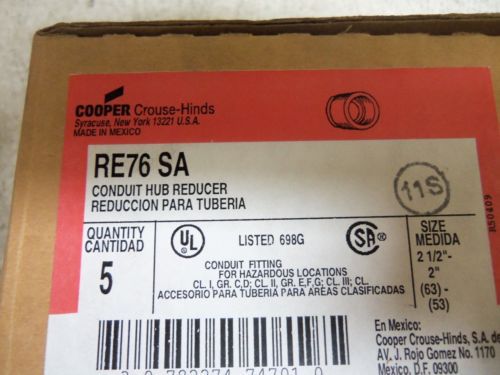 COOPER Crouse-Hinds
Syracuse, New York 13221 U.S.A.
MADE IN MEXICO
RE76 SA
CONDUIT HUB REDUCER
REDUCCION PARA TUBERIA
11S
QUANTITY
CANTIDAD
5
UL
LISTED 698G
SA
CONDUIT FITTING
FOR HAZARDOUS LOCATIONS
CL. I, GR. C,D; CL. II, GR. E,F,G; CL. III; CL.
ACCESORIO PARA TUBERIA PARA AREAS CLASIFICADAS
SIZE
MEDIDA
2 1/2"-
2"
(63) -
(53)
En Mexico:
Cooper Crouse-Hinds, S.A. de
AV. J. Rojo Gomez No. 1170
Mexico, D.F. 09300